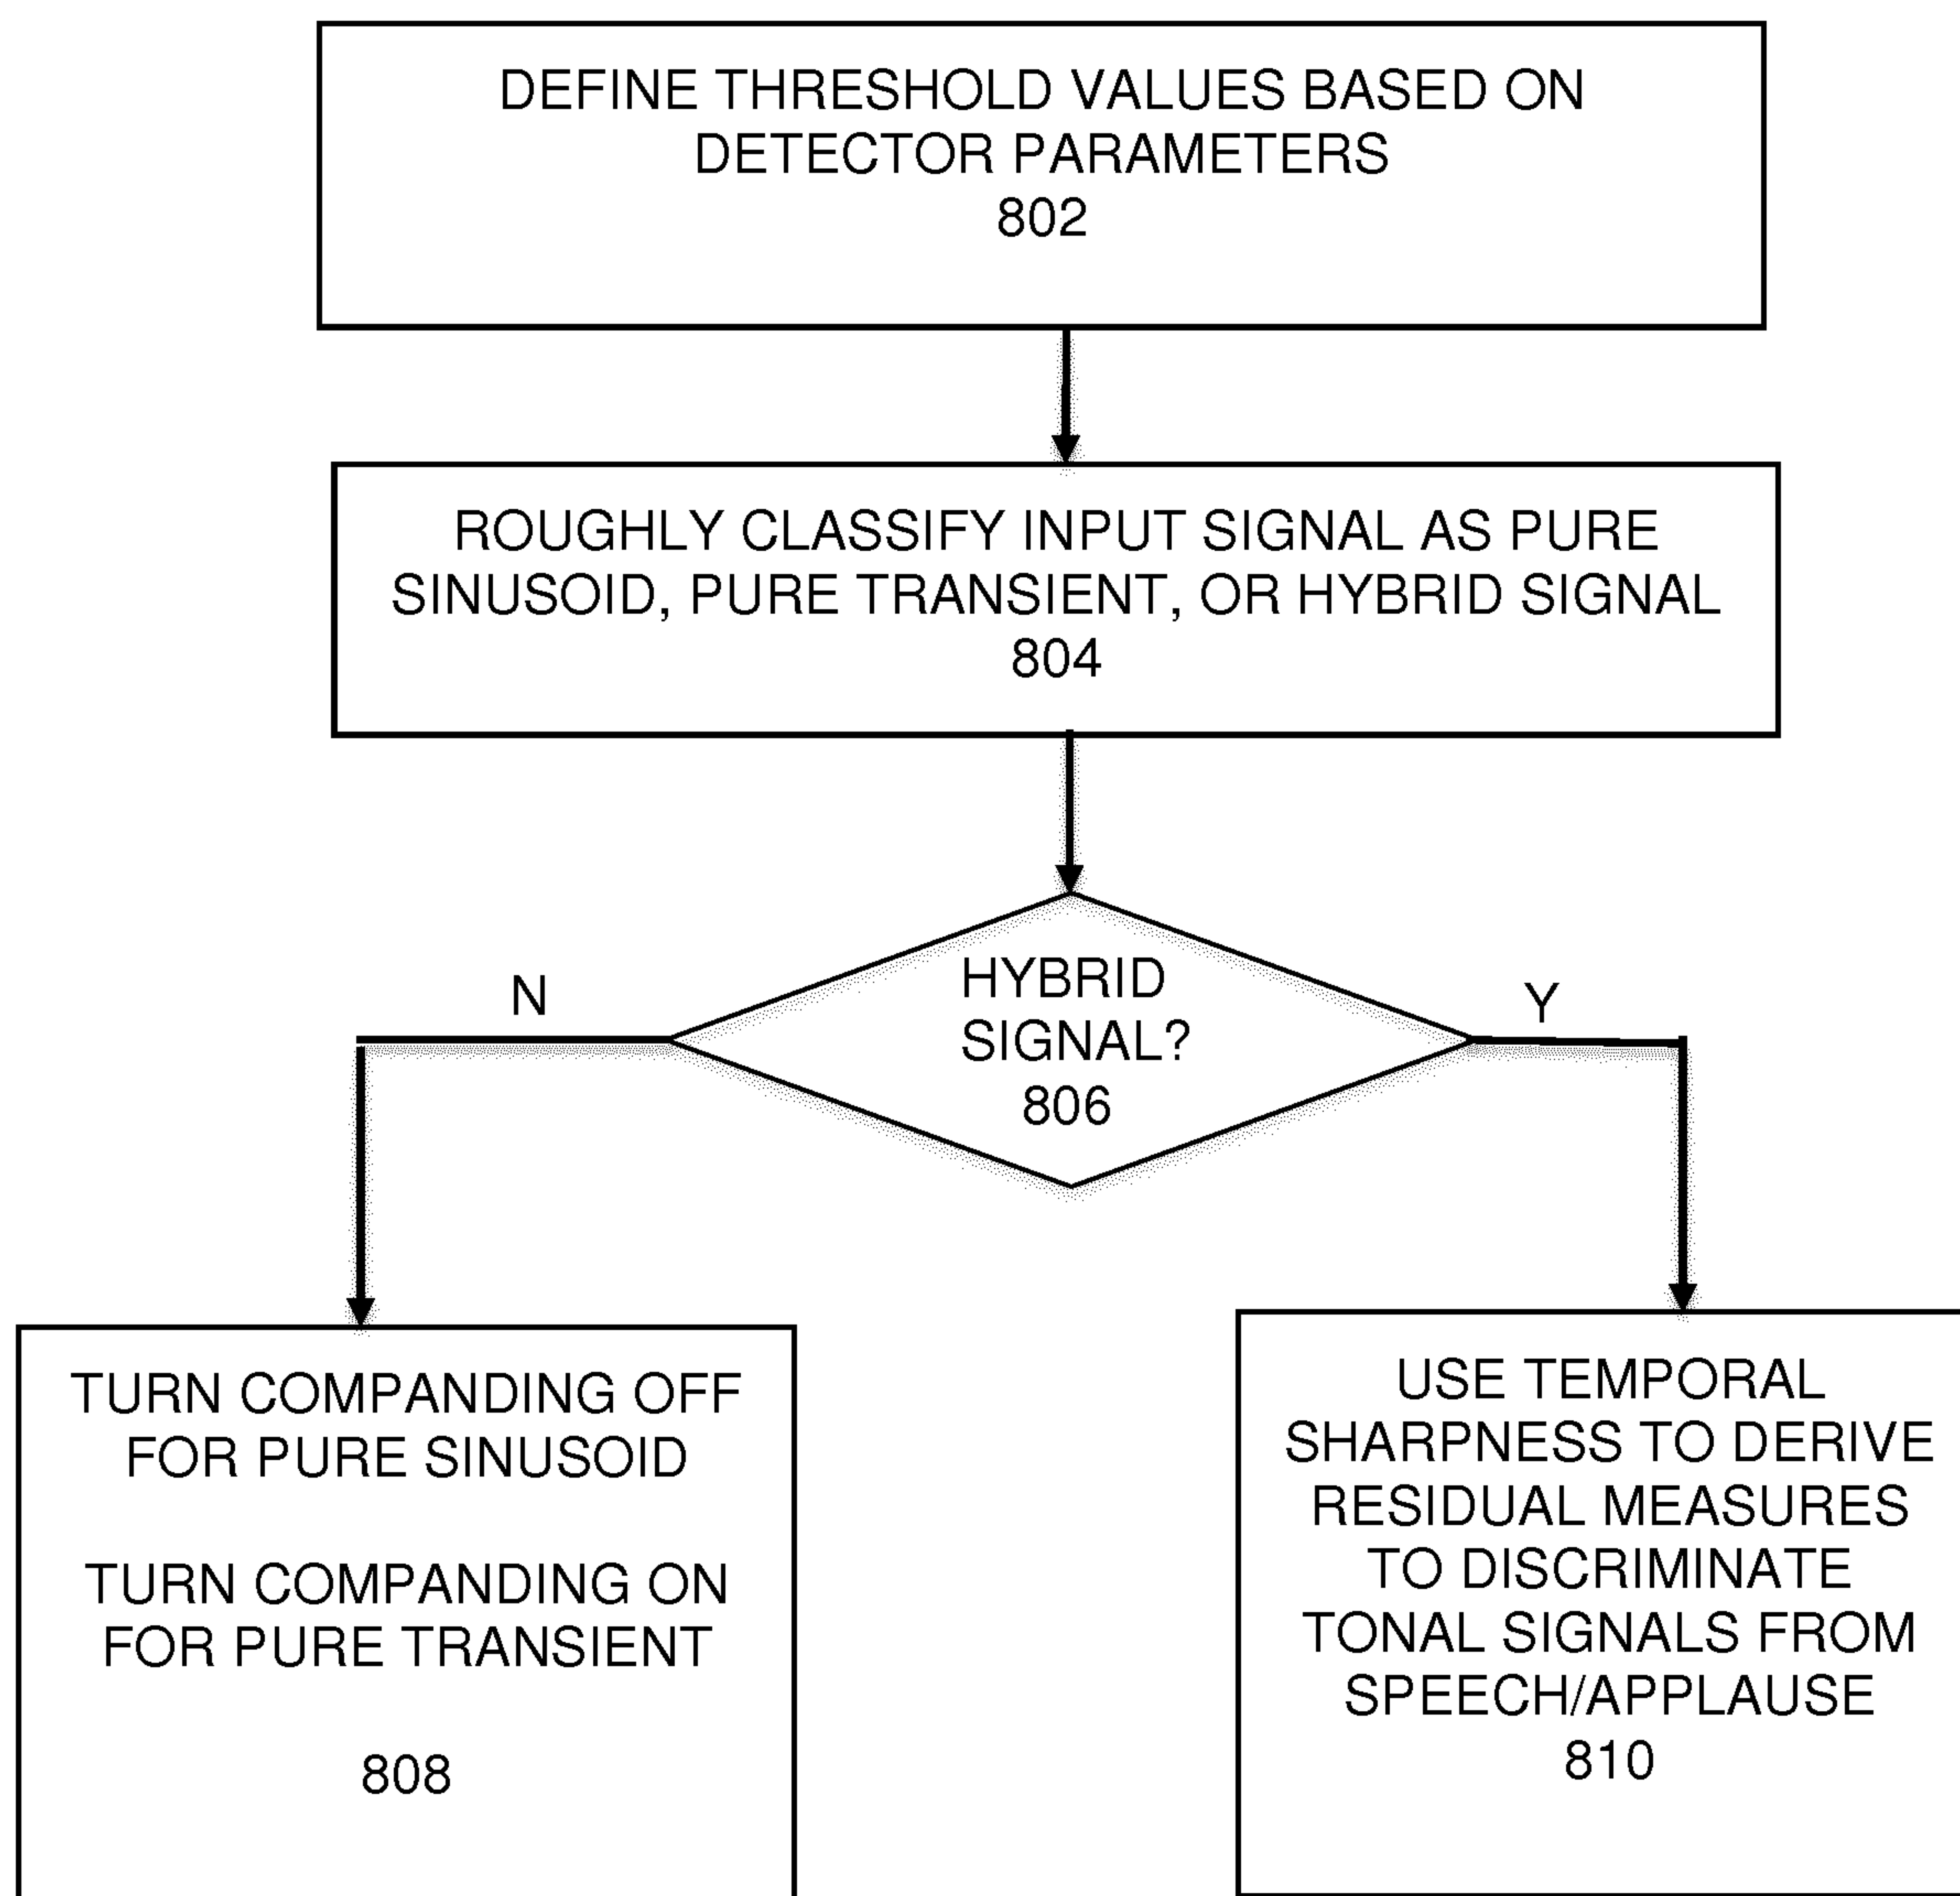 DEFINE THRESHOLD VALUES BASED ON
DETECTOR PARAMETERS
802
ROUGHLY CLASSIFY INPUT SIGNAL AS PURE
SINUSOID, PURE TRANSIENT, OR HYBRID SIGNAL
804
HYBRID
SIGNAL?
806
N
Y
TURN COMPANDING OFF
FOR PURE SINUSOID
TURN COMPANDING ON
FOR PURE TRANSIENT
808
USE TEMPORAL
SHARPNESS TO DERIVE
RESIDUAL MEASURES
TO DISCRIMINATE
TONAL SIGNALS FROM
SPEECH/APPLAUSE
810